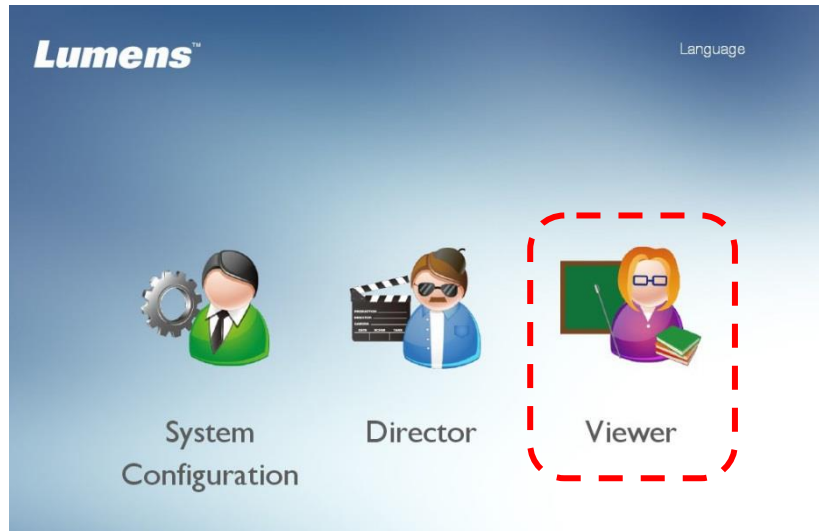 Lumens™
Language
System
Configuration
Director
Viewer